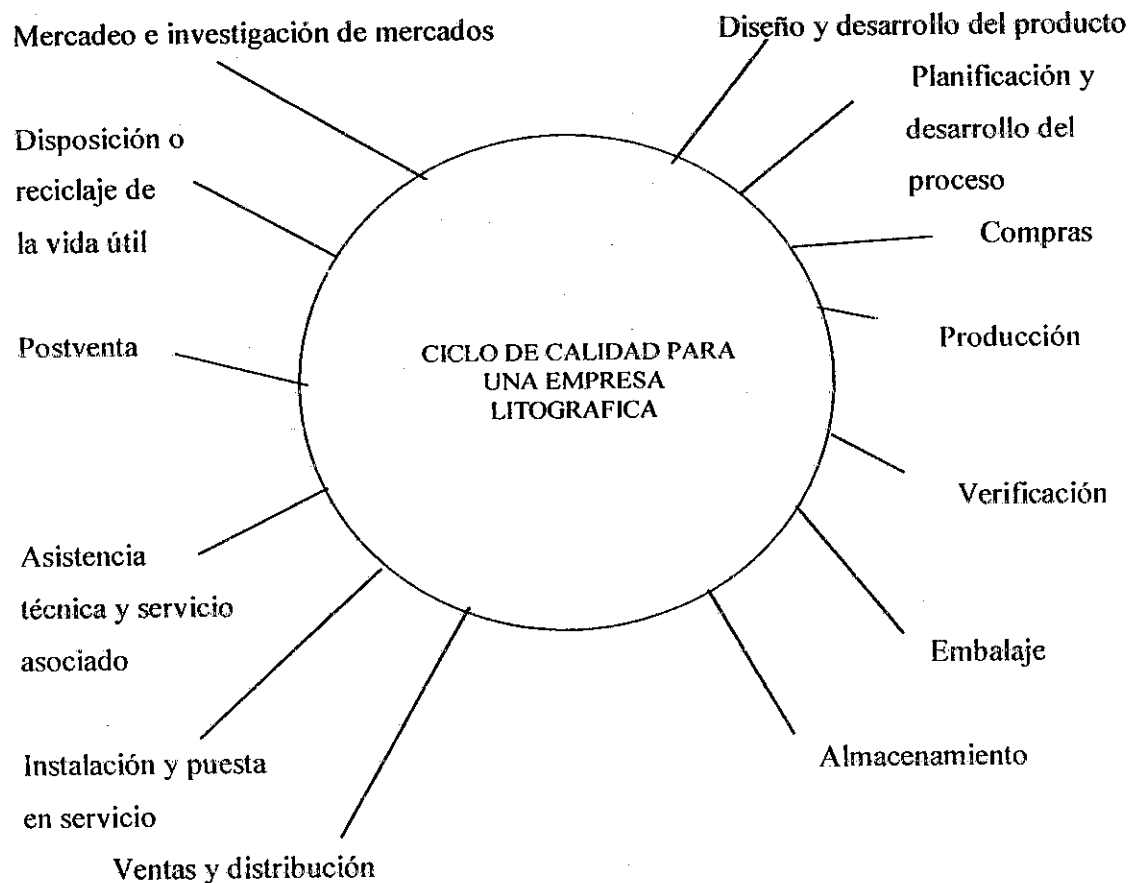 Mercadeo e investigación de mercados
Diseño y desarrollo del producto
Planificación y
desarrollo del
proceso
Compras
Producción
Verificación
Embalaje
Almacenamiento
Ventas y distribución
Instalación y puesta
en servicio
Asistencia
técnica y servicio
asociado
Postventa
Disposición o
reciclaje de
la vida útil
CICLO DE CALIDAD PARA
UNA EMPRESA
LITOGRAFICA